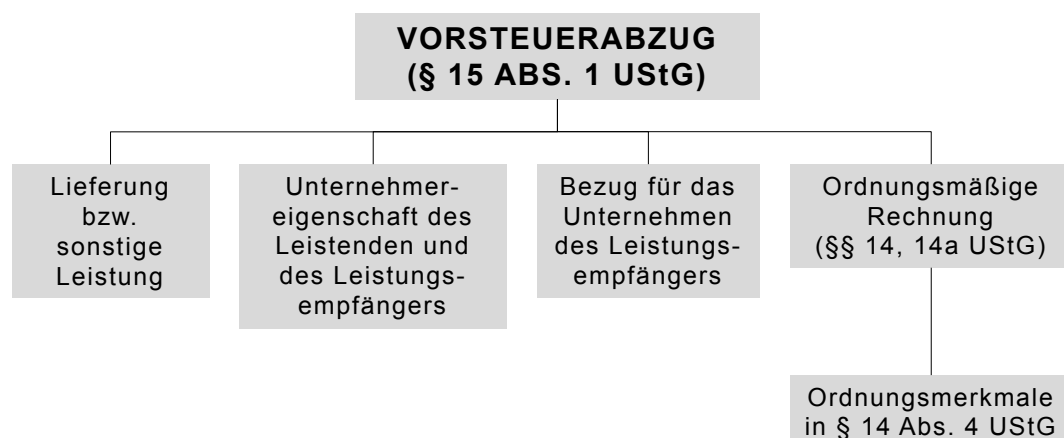 VORSTEUERABZUG
(§ 15 ABS. 1 UStG)
Lieferung
bzw.
sonstige
Leistung
Unternehmer-
eigenschaft des
Leistenden und
des Leistungs-
empfängers
Bezug für das
Unternehmen
des Leistungs-
empfängers
Ordnungsmäßige
Rechnung
(§§ 14, 14a UStG)
Ordnungsmerkmale
in § 14 Abs. 4 UStG